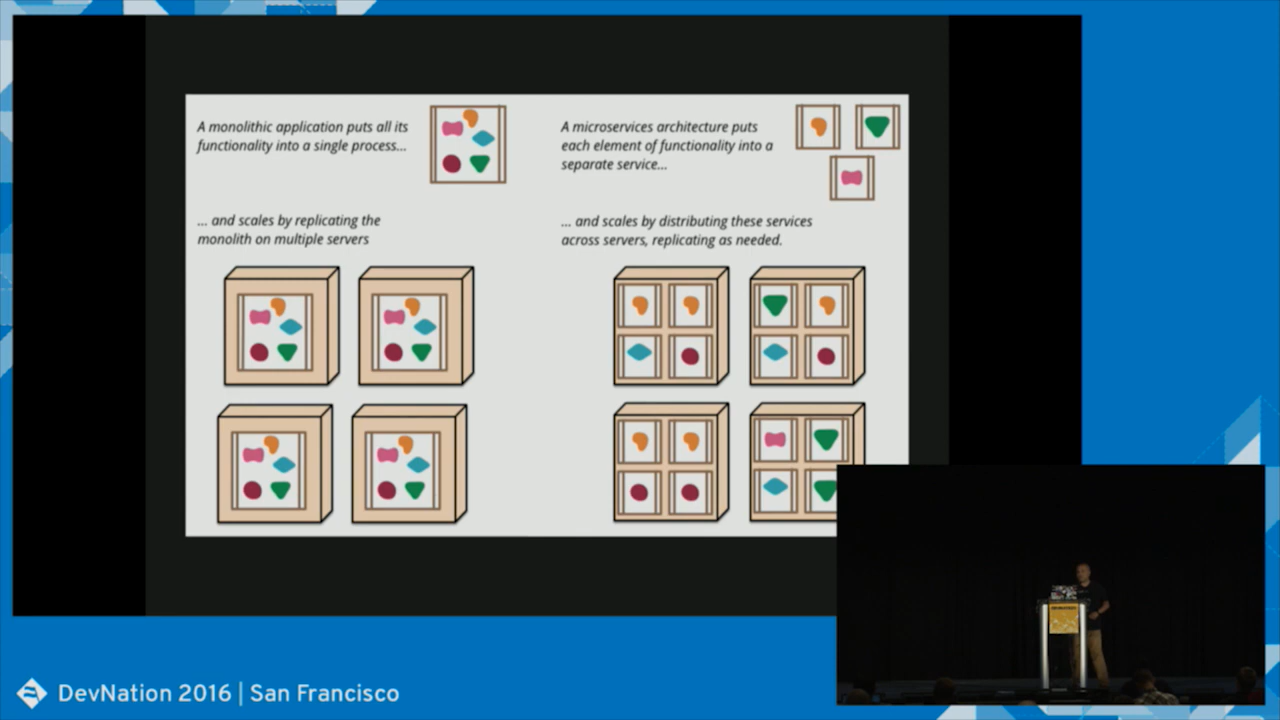 A monolithic application puts all its
functionality into a single process...
... and scales by replicating the
monolith on multiple servers
A microservices architecture puts
each element of functionality into a
separate service...
... and scales by distributing these services
across servers, replicating as needed.
DevNation 2016 | San Francisco